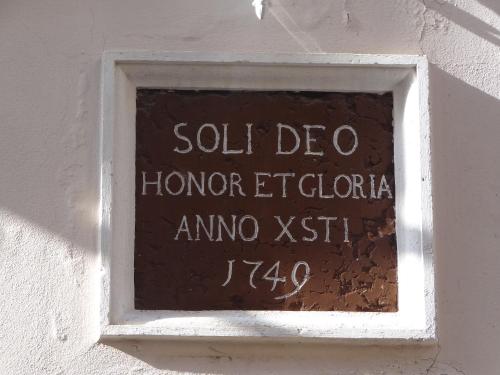 SOLI DEO
HONOR ET GLORIA
ANNO XSTI
1749